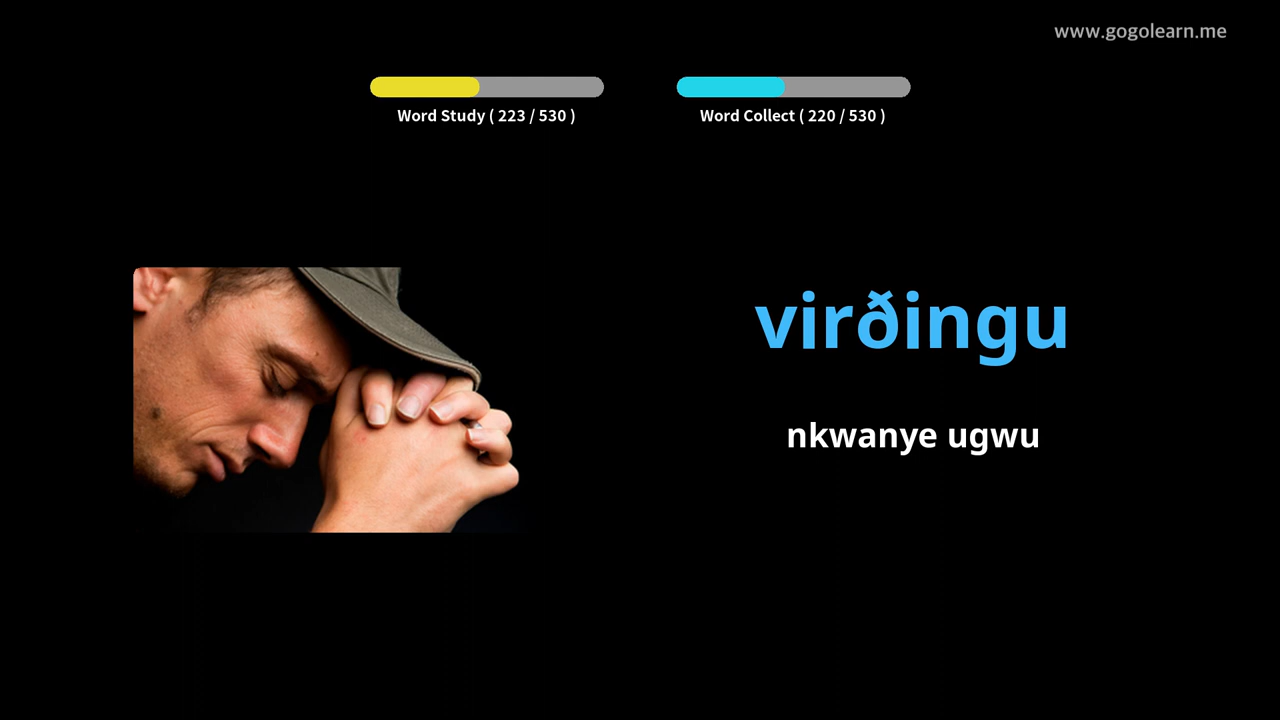 www.gogolearn.me
Word Study ( 223 / 530 )
Word Collect ( 220 / 530 )
virðingu
nkwanye ugwu